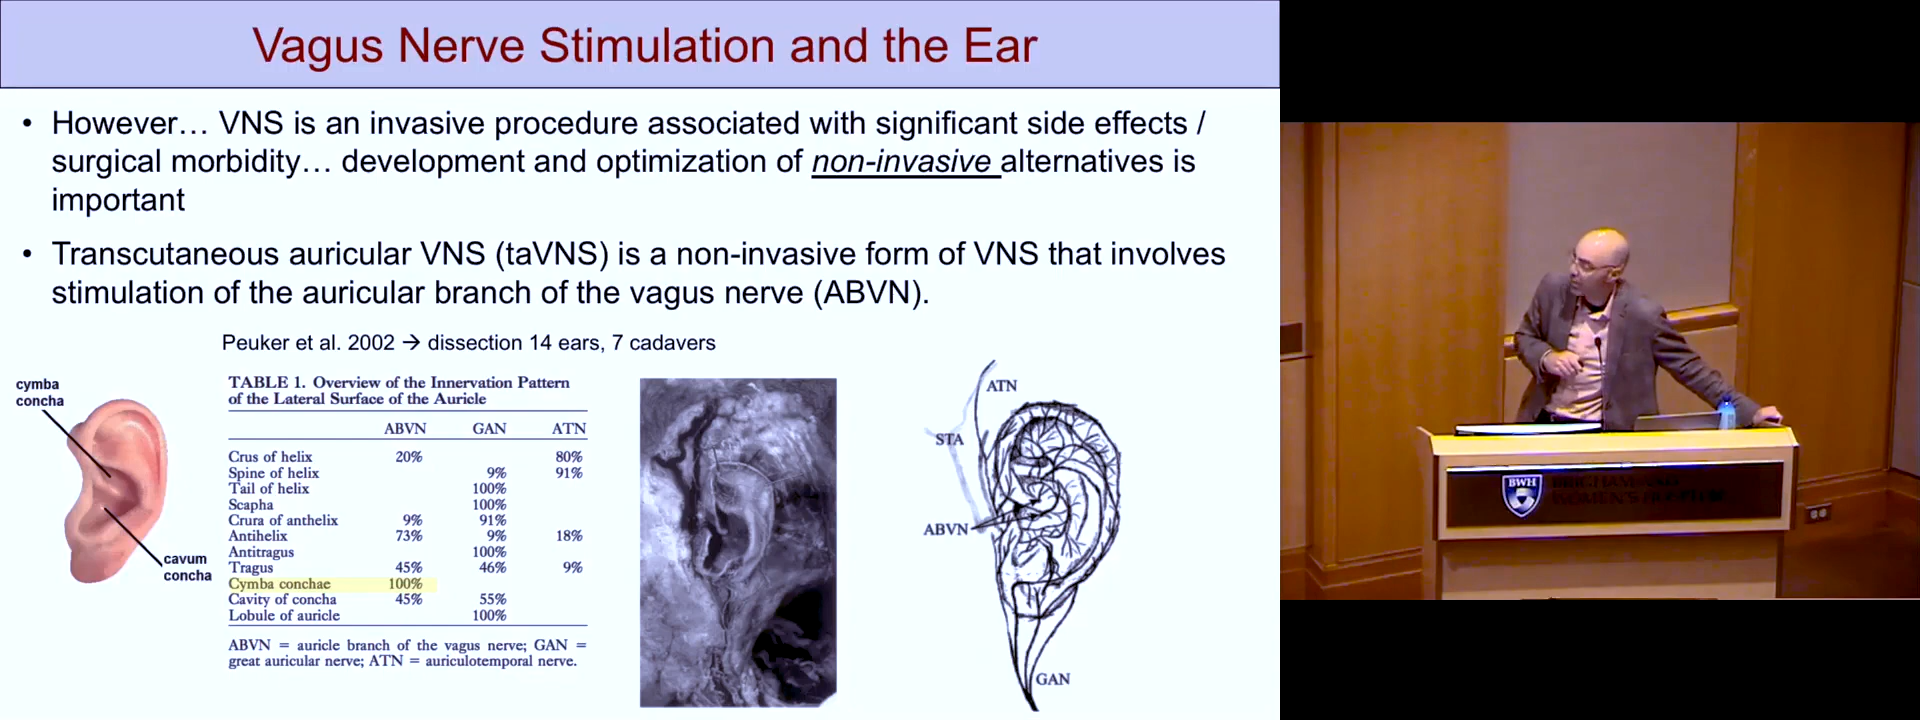 Vagus Nerve Stimulation and the Ear
• However… VNS is an invasive procedure associated with significant side effects /
surgical morbidity… development and optimization of non-invasive alternatives is
important
• Transcutaneous auricular VNS (taVNS) is a non-invasive form of VNS that involves
stimulation of the auricular branch of the vagus nerve (ABVN).
Peuker et al. 2002 → dissection 14 ears, 7 cadavers
cymba
concha
cavum
concha
TABLE 1. Overview of the Innervation Pattern
of the Lateral Surface of the Auricle
ABVN GAN ATN
Crus of helix 20% 80%
Spine of helix 9% 91%
Tail of helix 100%
Scapha 100%
Crura of anthelix 9% 91%
Antihelix 73% 9% 18%
Antitragus 100%
Tragus 45% 46% 9%
Cymba conchae 100%
Cavity of concha 45% 55%
Lobule of auricle 100%
ABVN = auricle branch of the vagus nerve; GAN =
great auricular nerve; ATN = auriculotemporal nerve.
ATN
STA
ABVN
GAN
BWH
BRIGHAM AND
WOMEN'S HOSPITAL